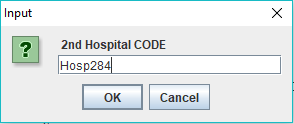 Input
2nd Hospital CODE
Hosp284
OK
Cancel